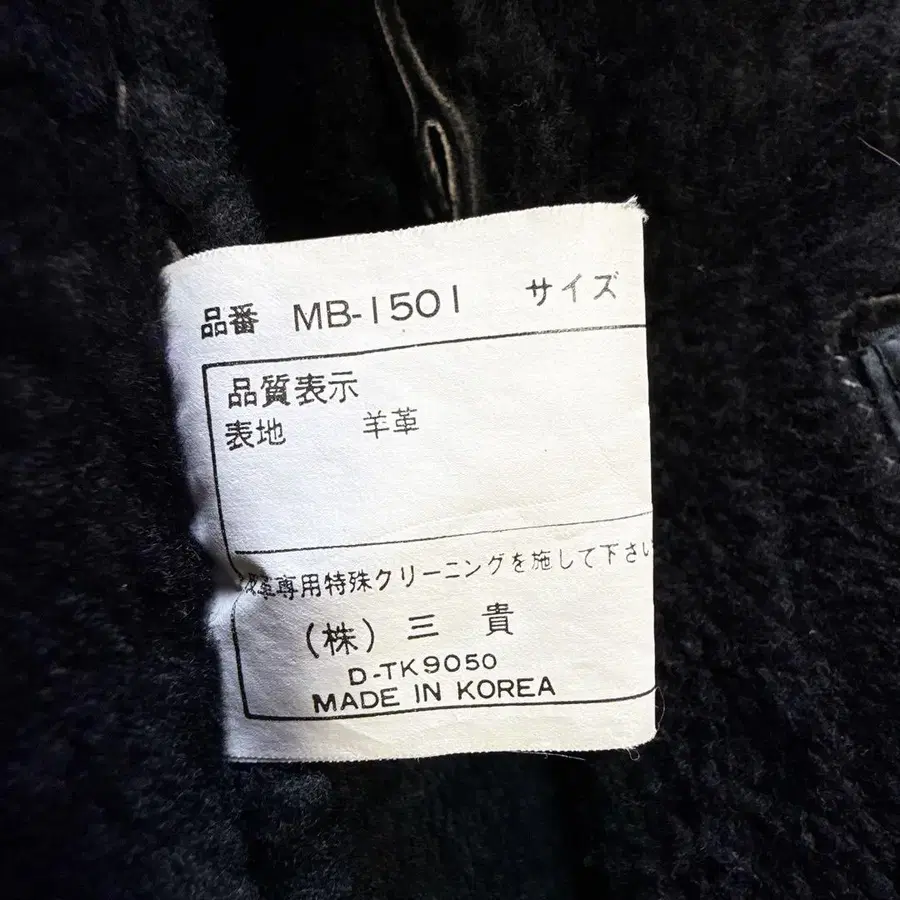 品番 MB-1501 サイズ
品質表示
表地 羊革
革専用特殊クリーニングを施して下さい
(株) 三貴
D-TK9050
MADE IN KOREA